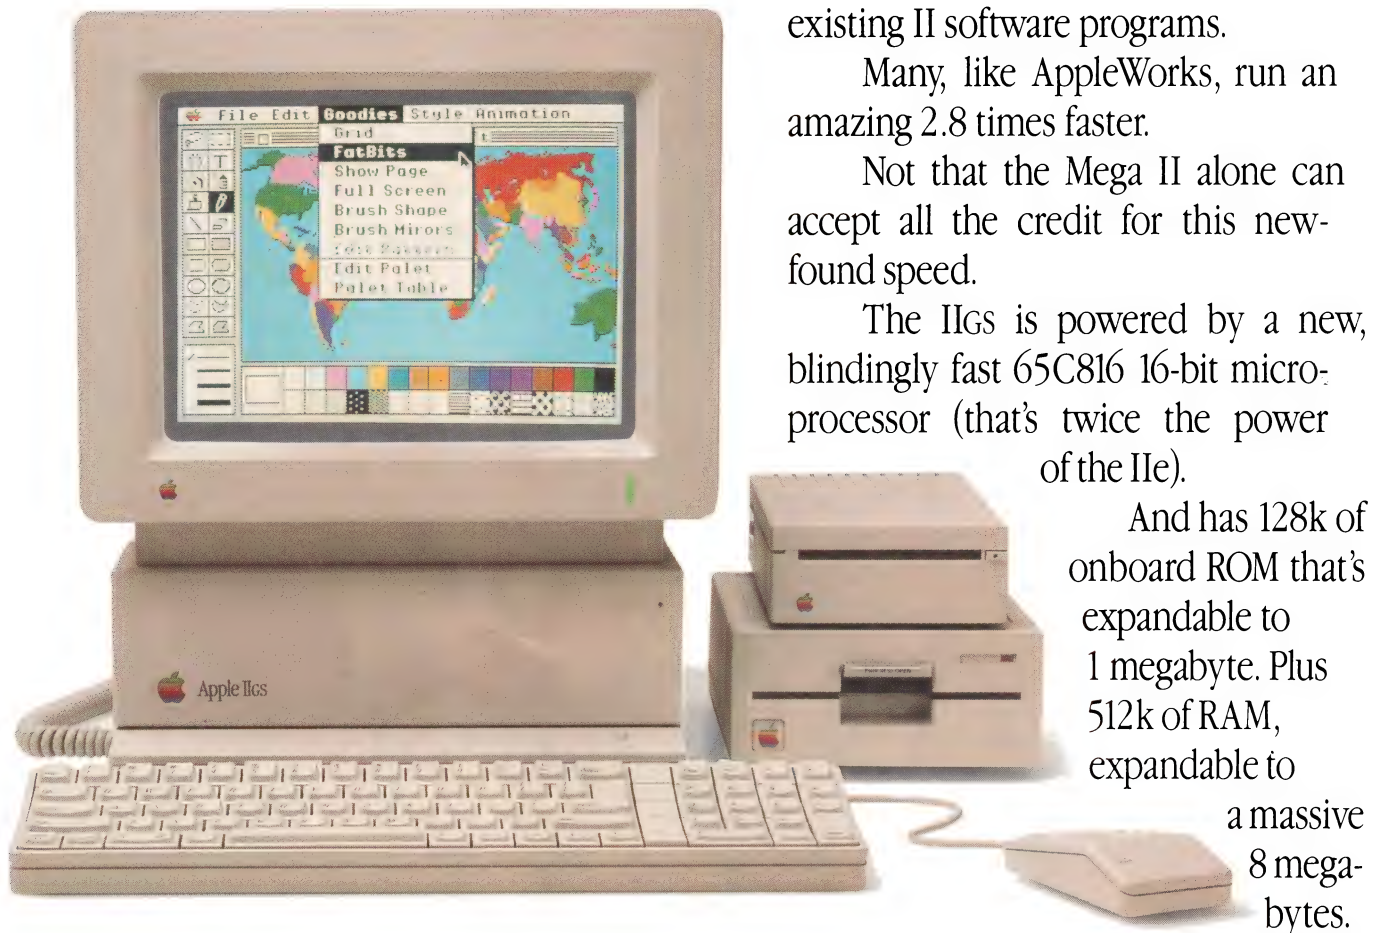 existing II software programs.
Many, like AppleWorks, run an
amazing 2.8 times faster.
Not that the Mega II alone can
accept all the credit for this new-
found speed.
The IIGS is powered by a new,
blindingly fast 65C816 16-bit micro-
processor (that's twice the power
of the IIe).
And has 128k of
onboard ROM that's
expandable to
1 megabyte. Plus
512k of RAM,
expandable to
a massive
8 mega-
bytes.
File Edit Goodies Style Animation
Grid
FatBits
Show Page
Full Screen
Brush Shape
Brush Mirors
Edit Palet
Palet Table
T
Apple IIGS